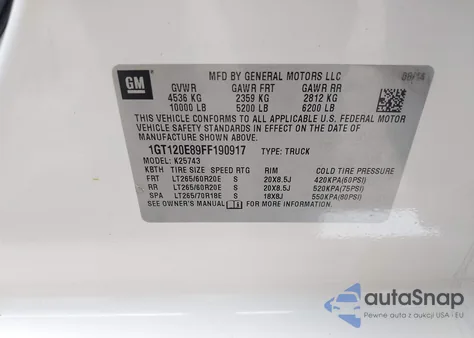 GM
MFD BY GENERAL MOTORS LLC
08/14
GVWR GAWR FRT GAWR RR
4536 KG 2359 KG 2812 KG
10000 LB 5200 LB 6200 LB
THIS VEHICLE CONFORMS TO ALL APPLICABLE U.S. FEDERAL MOTOR
VEHICLE SAFETY STANDARDS IN EFFECT ON THE DATE OF
MANUFACTURE SHOWN ABOVE.
1GT120E89FF190917 TYPE: TRUCK
MODEL: K25743
KBTH TIRE SIZE SPEED RTG RIM COLD TIRE PRESSURE
FRT LT265/60R20E S 20X8.5J 420KPA(60PSI)
RR LT265/60R20E S 20X8.5J 520KPA(75PSI)
SPA LT265/70R18E S 18X8J 550KPA(80PSI)
SEE OWNER'S MANUAL FOR MORE INFORMATION.
autoSnap
Pewne auto z aukcji USA - EU